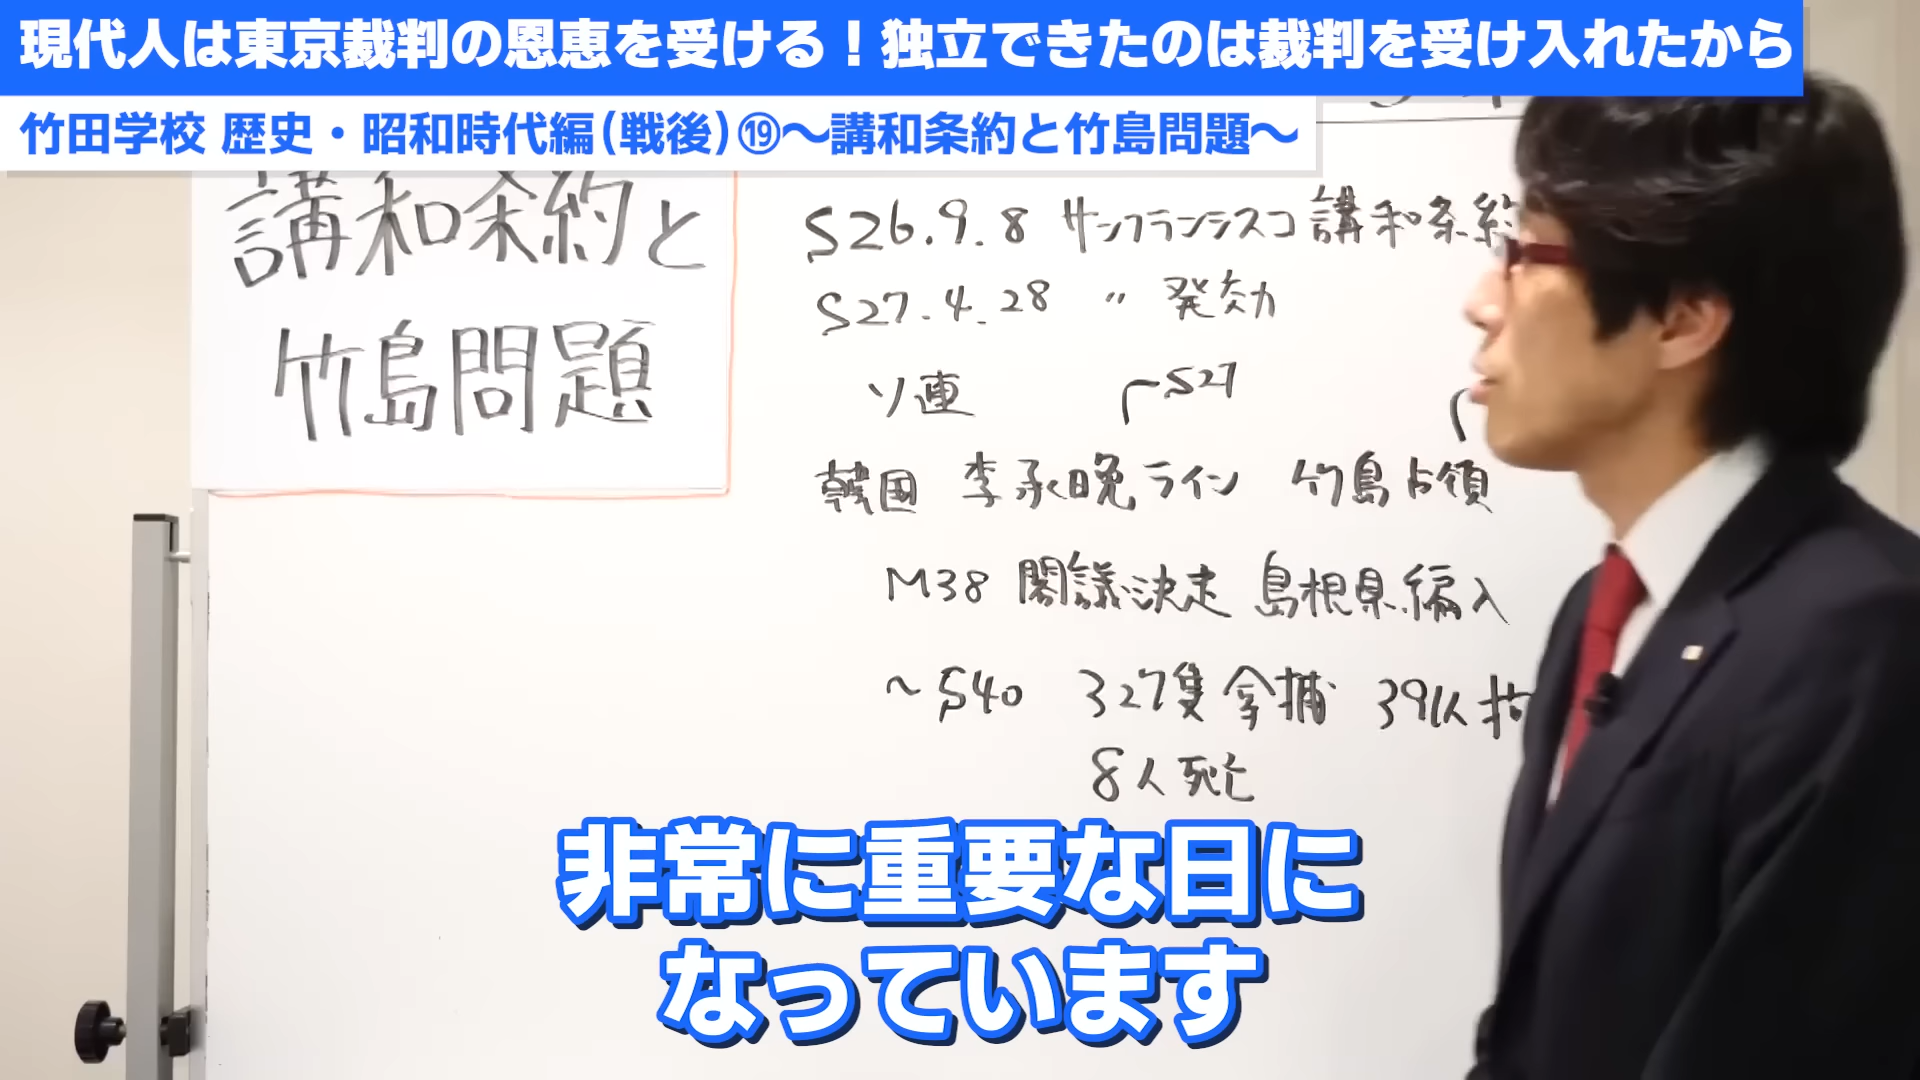 現代人は東京裁判の恩恵を受ける！独立できたのは裁判を受け入れたから
竹田学校 歴史・昭和時代編(戦後)⑲～講和条約と竹島問題～
講和条約と
竹島問題
S26.9.8 サンフランシスコ講和条約
S27.4.28 〃 発効
ソ連 S27
韓国 李承晩ライン 竹島占領
M38 閣議決定 島根県編入
～S40 327隻拿捕 39 拘
8人死亡
非常に重要な日に
なっています